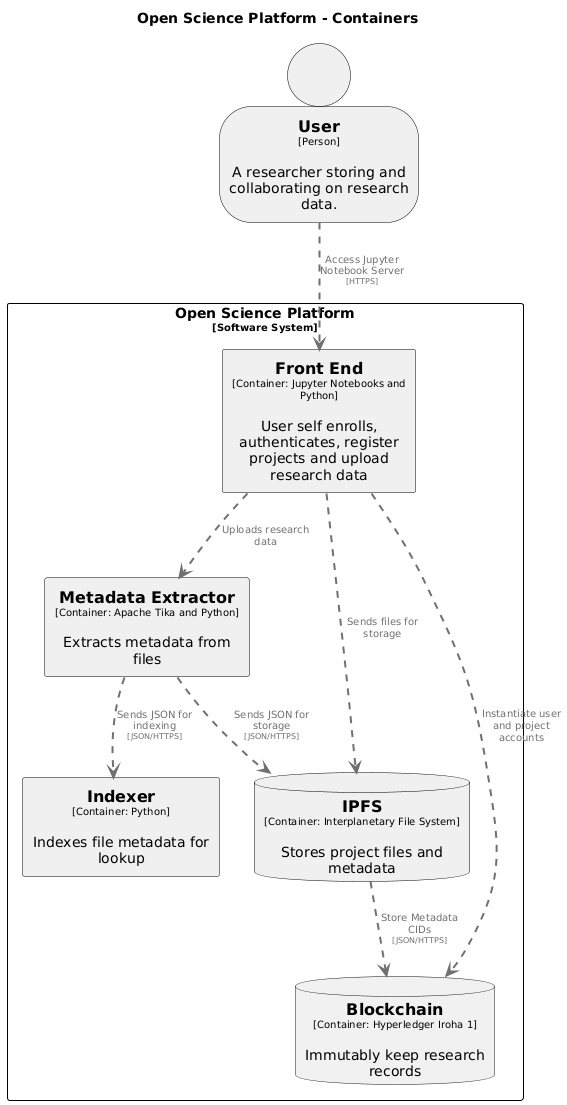 Open Science Platform - Containers
User
[Person]
A researcher storing and
collaborating on research
data.
Access Jupyter
Notebook Server
[HTTPS]
Open Science Platform
[Software System]
Front End
[Container: Jupyter Notebooks and
Python]
User self enrolls,
authenticates, register
projects and upload
research data
Uploads research
data
Metadata Extractor
[Container: Apache Tika and Python]
Extracts metadata from
files
Sends files for
storage
Instantiate user
and project
accounts
Sends JSON for
indexing
[JSON/HTTPS]
Sends JSON for
storage
[JSON/HTTPS]
Indexer
[Container: Python]
Indexes file metadata for
lookup
IPFS
[Container: Interplanetary File System]
Stores project files and
metadata
Store Metadata
CIDs
[JSON/HTTPS]
Blockchain
[Container: Hyperledger Iroha 1]
Immutably keep research
records